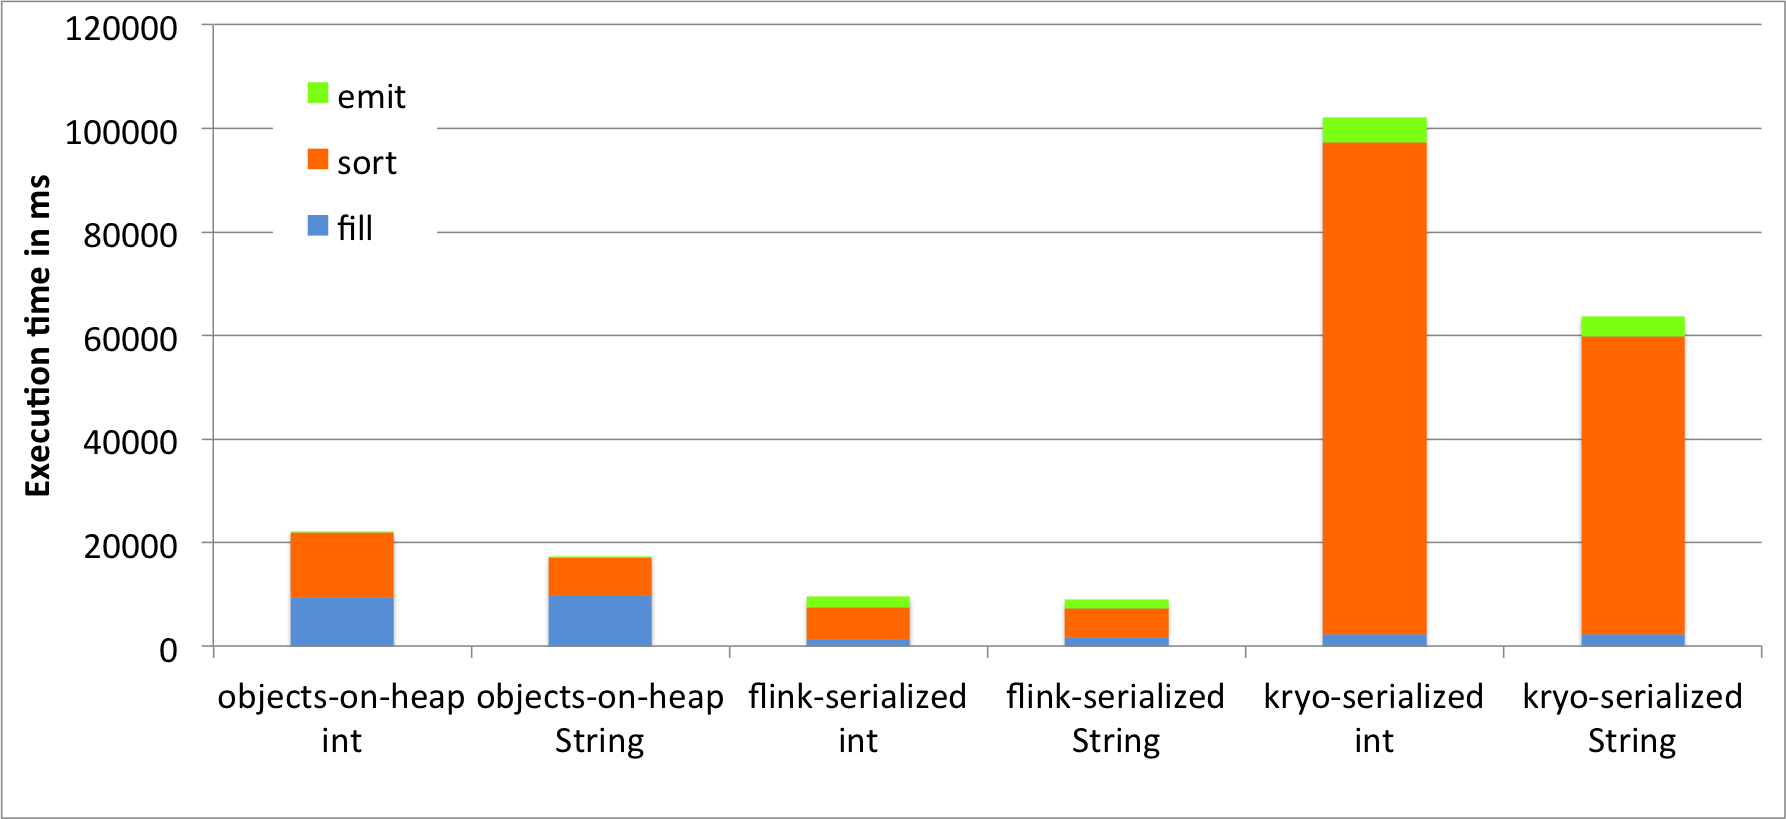 120000
100000
80000
60000
40000
20000
0
Execution time in ms
emit
sort
fill
objects-on-heap int
objects-on-heap String
flink-serialized int
flink-serialized String
kryo-serialized int
kryo-serialized String